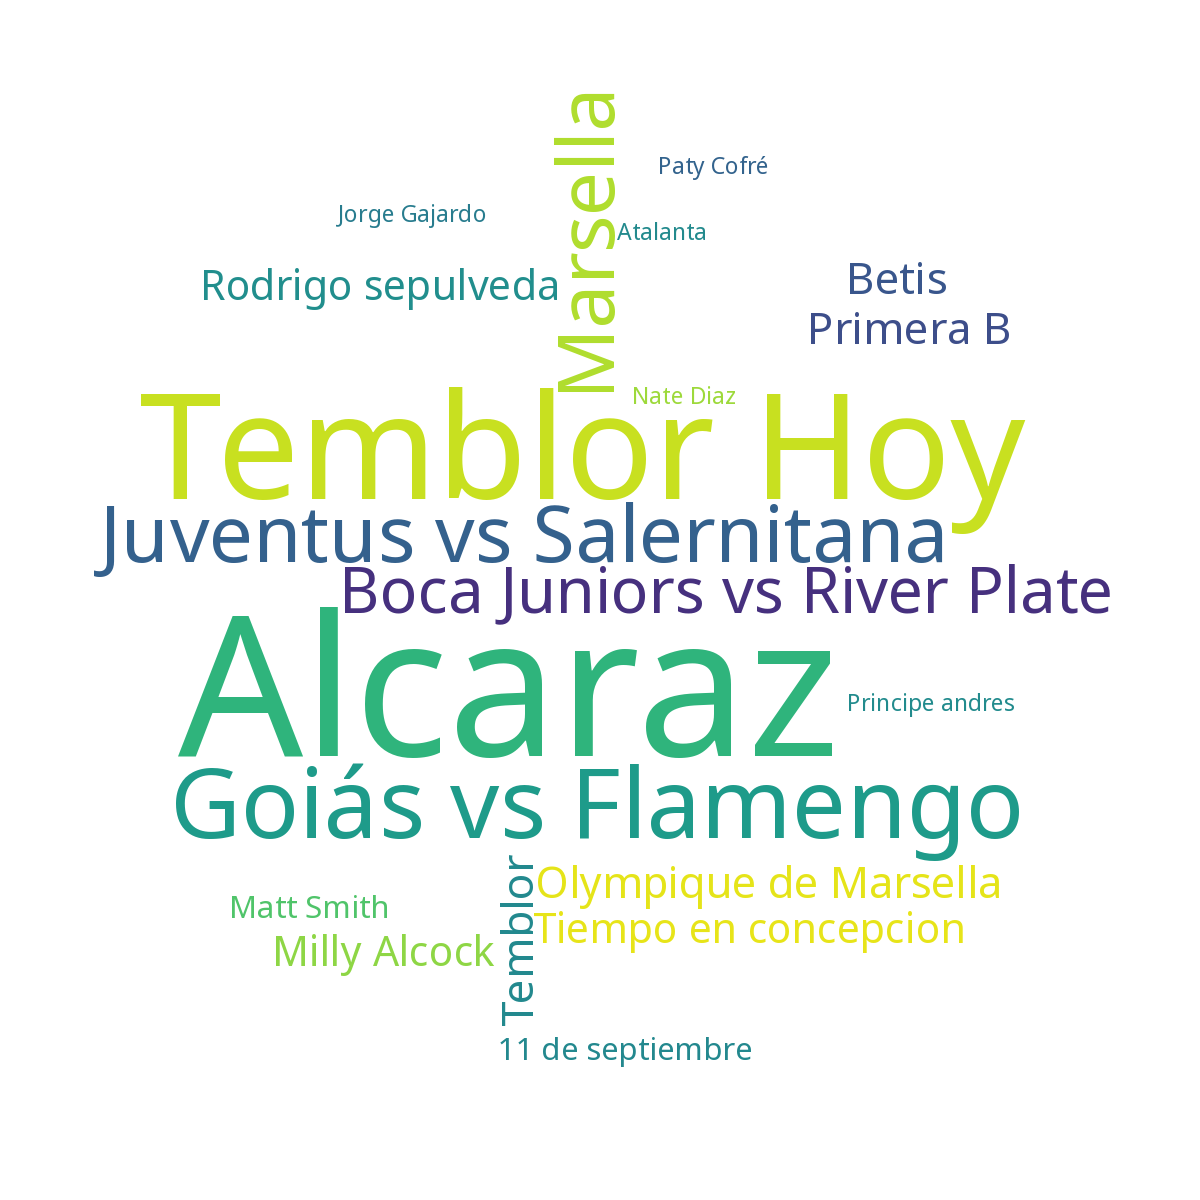 Marsella
Paty Cofré
Jorge Gajardo
Atalanta
Rodrigo sepulveda
Betis
Primera B
Nate Diaz
Temblor Hoy
Juventus vs Salernitana
Boca Juniors vs River Plate
Alcaraz
Principe andres
Goiás vs Flamengo
Temblor
Olympique de Marsella
Matt Smith
Tiempo en concepcion
Milly Alcock
11 de septiembre